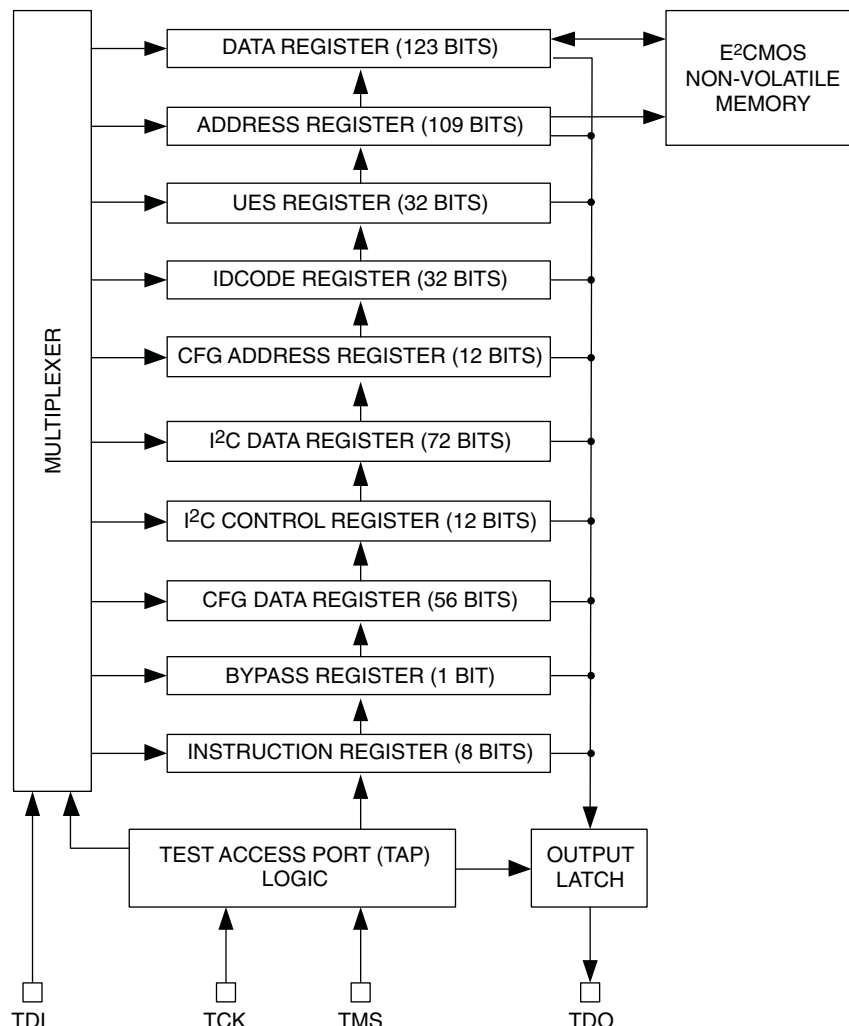 DATA REGISTER (123 BITS)
E²CMOS
NON-VOLATILE
MEMORY
ADDRESS REGISTER (109 BITS)
UES REGISTER (32 BITS)
IDCODE REGISTER (32 BITS)
CFG ADDRESS REGISTER (12 BITS)
MULTIPLEXER
I²C DATA REGISTER (72 BITS)
I²C CONTROL REGISTER (12 BITS)
CFG DATA REGISTER (56 BITS)
BYPASS REGISTER (1 BIT)
INSTRUCTION REGISTER (8 BITS)
TEST ACCESS PORT (TAP)
LOGIC
OUTPUT
LATCH
TDI
TCK
TMS
TDO